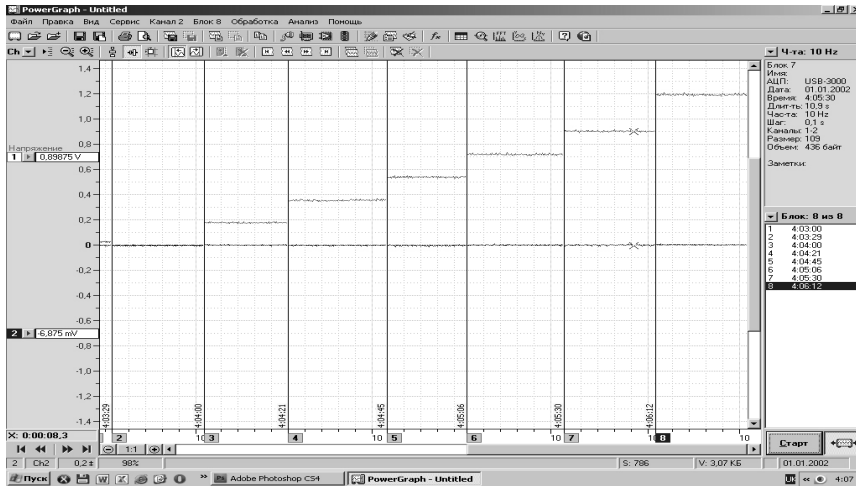 PowerGraph - Untitled
Файл Правка Вид Сервис Канал 2 Блок 8 Обработка Анализ Помощь
Ch
Ч-та: 10 Hz
Блок 7
Имя:
АЦП: USB-3000
Дата: 01.01.2002
Время: 4:05:30
Длит-ть: 10,9 s
Час-та: 10 Hz
Шаг: 0,1 s
Каналы: 1-2
Размер: 109
Объем: 436 байт
Заметки:
Напряжение
1 0,89875 V
2 -6,875 mV
1,4
1,2
1,0
0,8
0,6
0,4
0,2
0
-0,2
-0,4
-0,6
-0,8
-1,0
-1,2
-1,4
Блок: 8 из 8
1 4:03:00
2 4:03:29
3 4:04:00
4 4:04:21
5 4:04:45
6 4:05:06
7 4:05:30
8 4:06:12
4:03:29 4:04:00 4:04:21 4:04:45 4:05:06 4:05:30 4:06:12
X: 0:00:08,3
2 10 3 4 10 5 6 10 7 8 10
1:1
Старт
2 Ch2 0,2± 98% S: 786 V: 3,07 КБ 01.01.2002
Пуск Adobe Photoshop CS4 PowerGraph - Untitled UK 4:07